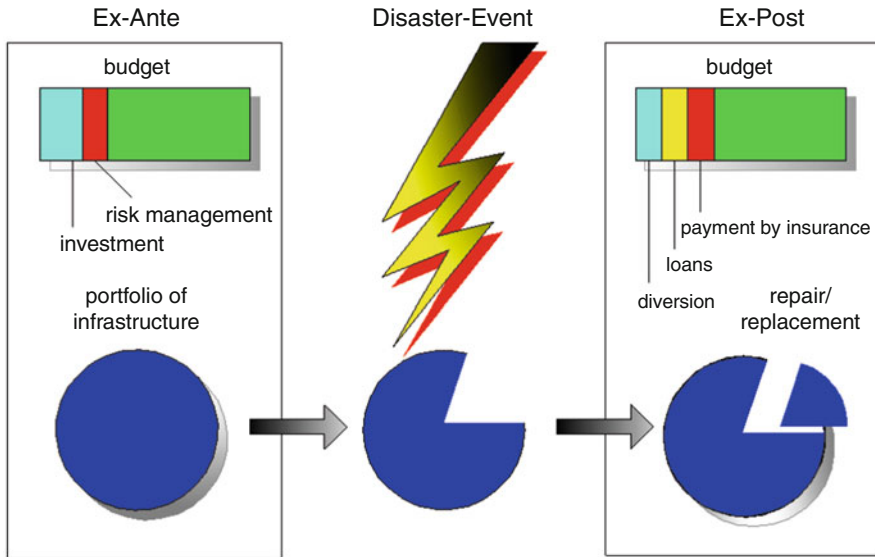 Ex-Ante
Disaster-Event
Ex-Post
budget
risk management
investment
portfolio of
infrastructure
budget
payment by insurance
loans
diversion
repair/
replacement